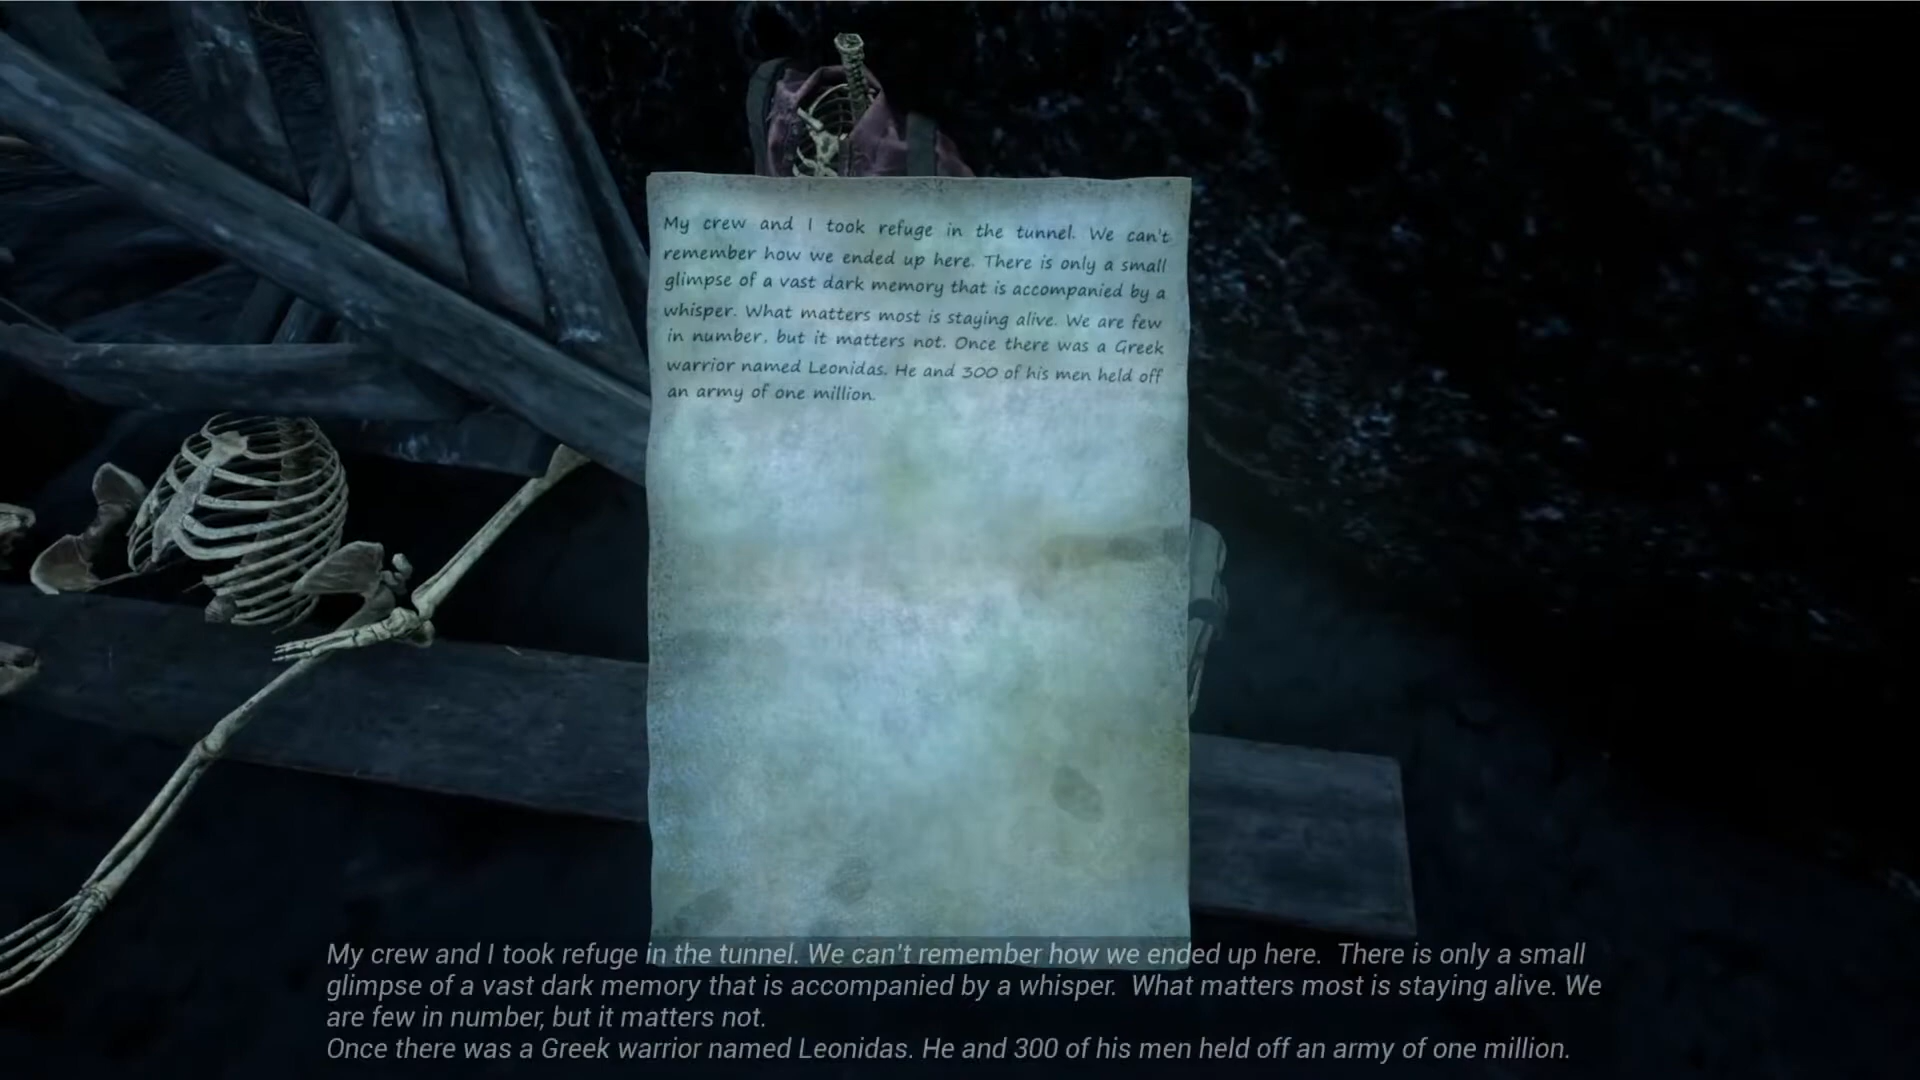 My crew and I took refuge in the tunnel. We can't
remember how we ended up here. There is only a small
glimpse of a vast dark memory that is accompanied by a
whisper. What matters most is staying alive. We are few
in number, but it matters not. Once there was a Greek
warrior named Leonidas. He and 300 of his men held off
an army of one million.
My crew and I took refuge in the tunnel. We can't remember how we ended up here.  There is only a small
glimpse of a vast dark memory that is accompanied by a whisper.  What matters most is staying alive. We
are few in number, but it matters not.
Once there was a Greek warrior named Leonidas. He and 300 of his men held off an army of one million.